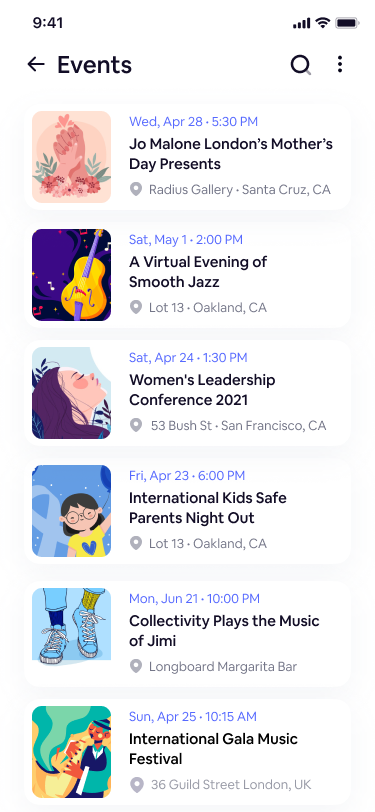 9:41
Events
Wed, Apr 28 • 5:30 PM
Jo Malone London’s Mother’s
Day Presents
Radius Gallery • Santa Cruz, CA
Sat, May 1 • 2:00 PM
A Virtual Evening of
Smooth Jazz
Lot 13 • Oakland, CA
Sat, Apr 24 • 1:30 PM
Women's Leadership
Conference 2021
53 Bush St • San Francisco, CA
Fri, Apr 23 • 6:00 PM
International Kids Safe
Parents Night Out
Lot 13 • Oakland, CA
Mon, Jun 21 • 10:00 PM
Collectivity Plays the Music
of Jimi
Longboard Margarita Bar
Sun, Apr 25 • 10:15 AM
International Gala Music
Festival
36 Guild Street London, UK